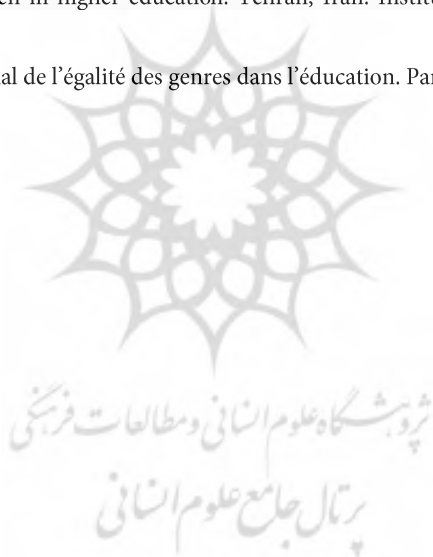 en in higher education. Tehran, Iran: Instit
al de l'égalité des genres dans l'éducation. Par
پژوهشگاه علوم انسانی و مطالعات فرهنگی
پرتال جامع علوم انسانی